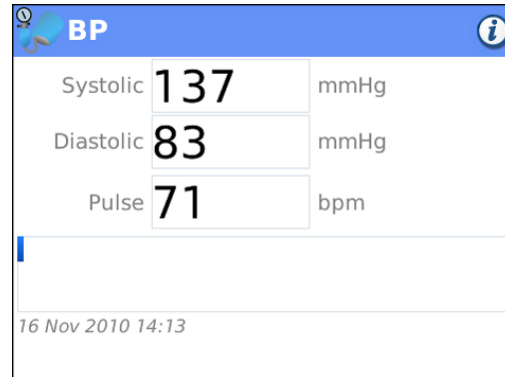 BP
Systolic 137 mmHg
Diastolic 83 mmHg
Pulse 71 bpm
16 Nov 2010 14:13